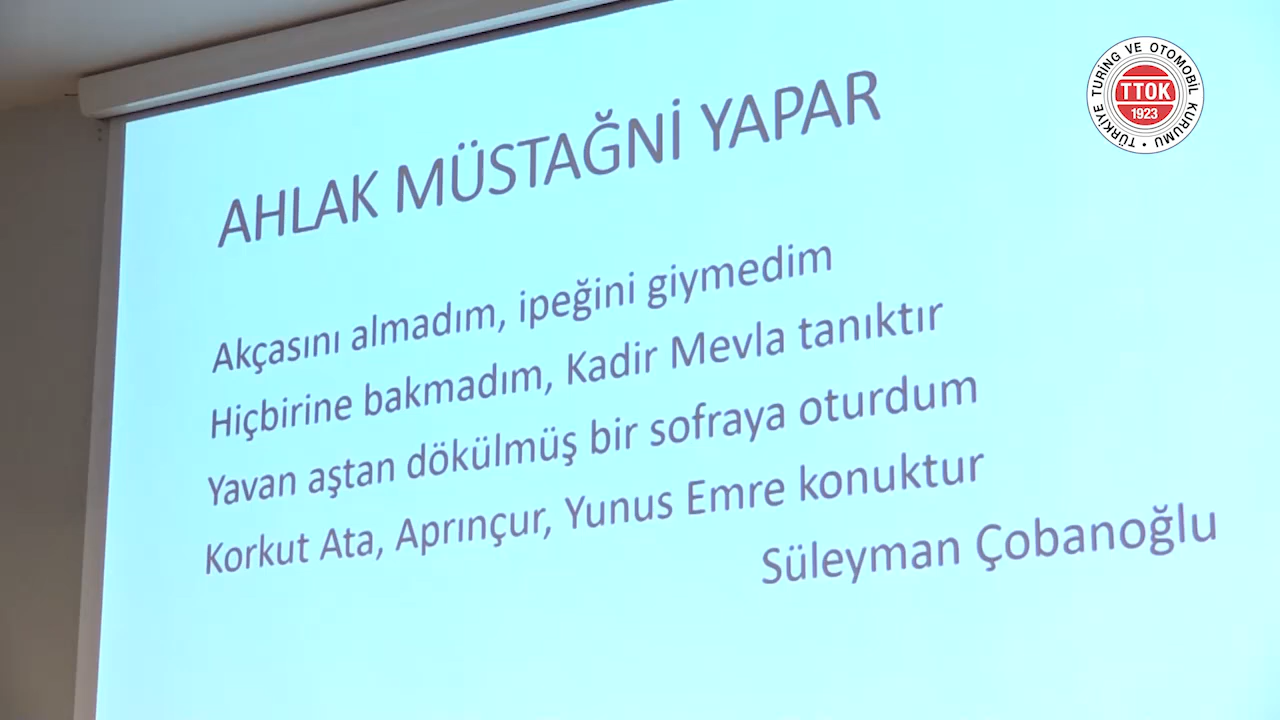 AHLAK MÜSTAĞNİ YAPAR
Akçasını almadım, ipeğini giymedim
Hiçbirine bakmadım, Kadir Mevla tanıktır
Yavan aştan dökülmüş bir sofraya oturdum
Korkut Ata, Aprınçur, Yunus Emre konuktur
Süleyman Çobanoğlu
TÜRKİYE TURİNG VE OTOMOBİL KURUMU •
TTOK
1923